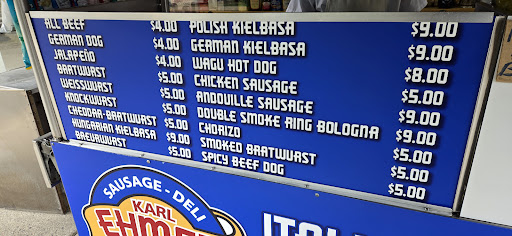 ALL BEEF $4.00
GERMAN DOG $4.00
JALAPEÑO $4.00
BRATWURST $5.00
WEISSWURST $5.00
KNOCKWURST $5.00
CHEDDAR-BRATWURST $5.00
HUNGARIAN KIELBASA $9.00
$5.00
POLISH KIELBASA $9.00
GERMAN KIELBASA $9.00
WAGU HOT DOG $8.00
CHICKEN SAUSAGE $5.00
ANDOUILLE SAUSAGE $9.00
DOUBLE SMOKE RING BOLOGNA $9.00
CHORIZO $5.00
SMOKED BRATWURST $5.00
SPICY BEEF DOG $5.00
SAUSAGE - DELI
KARL
EHME
ITAL